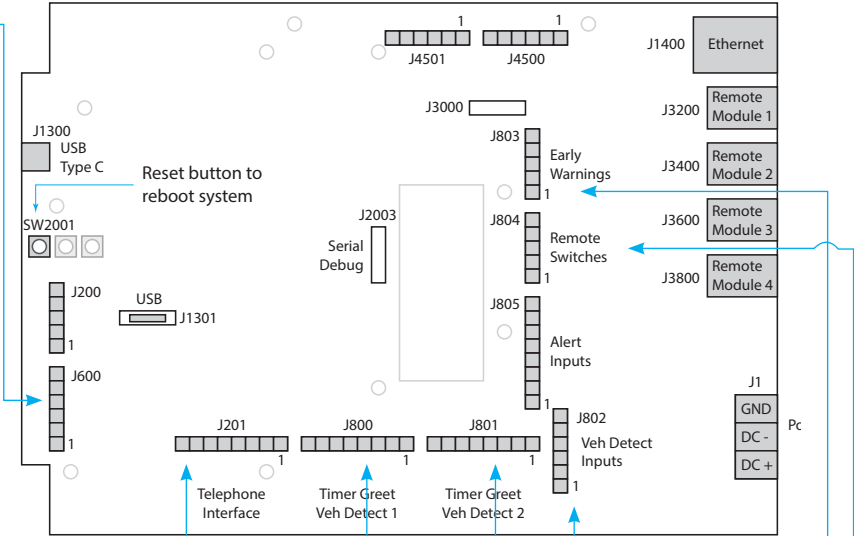 1
1
J4501
J4500
J1400
Ethernet
J3000
J3200
Remote
Module 1
J1300
USB
Type C
J803
Early
Warnings
1
J3400
Remote
Module 2
Reset button to
reboot system
SW2001
J2003
Serial
Debug
J804
Remote
Switches
1
J3600
Remote
Module 3
J3800
Remote
Module 4
J200
1
USB
J1301
J805
Alert
Inputs
1
J600
1
J1
GND
DC -
DC +
J201
1
Telephone
Interface
J800
1
Timer Greet
Veh Detect 1
J801
1
Timer Greet
Veh Detect 2
J802
Veh Detect
Inputs
1